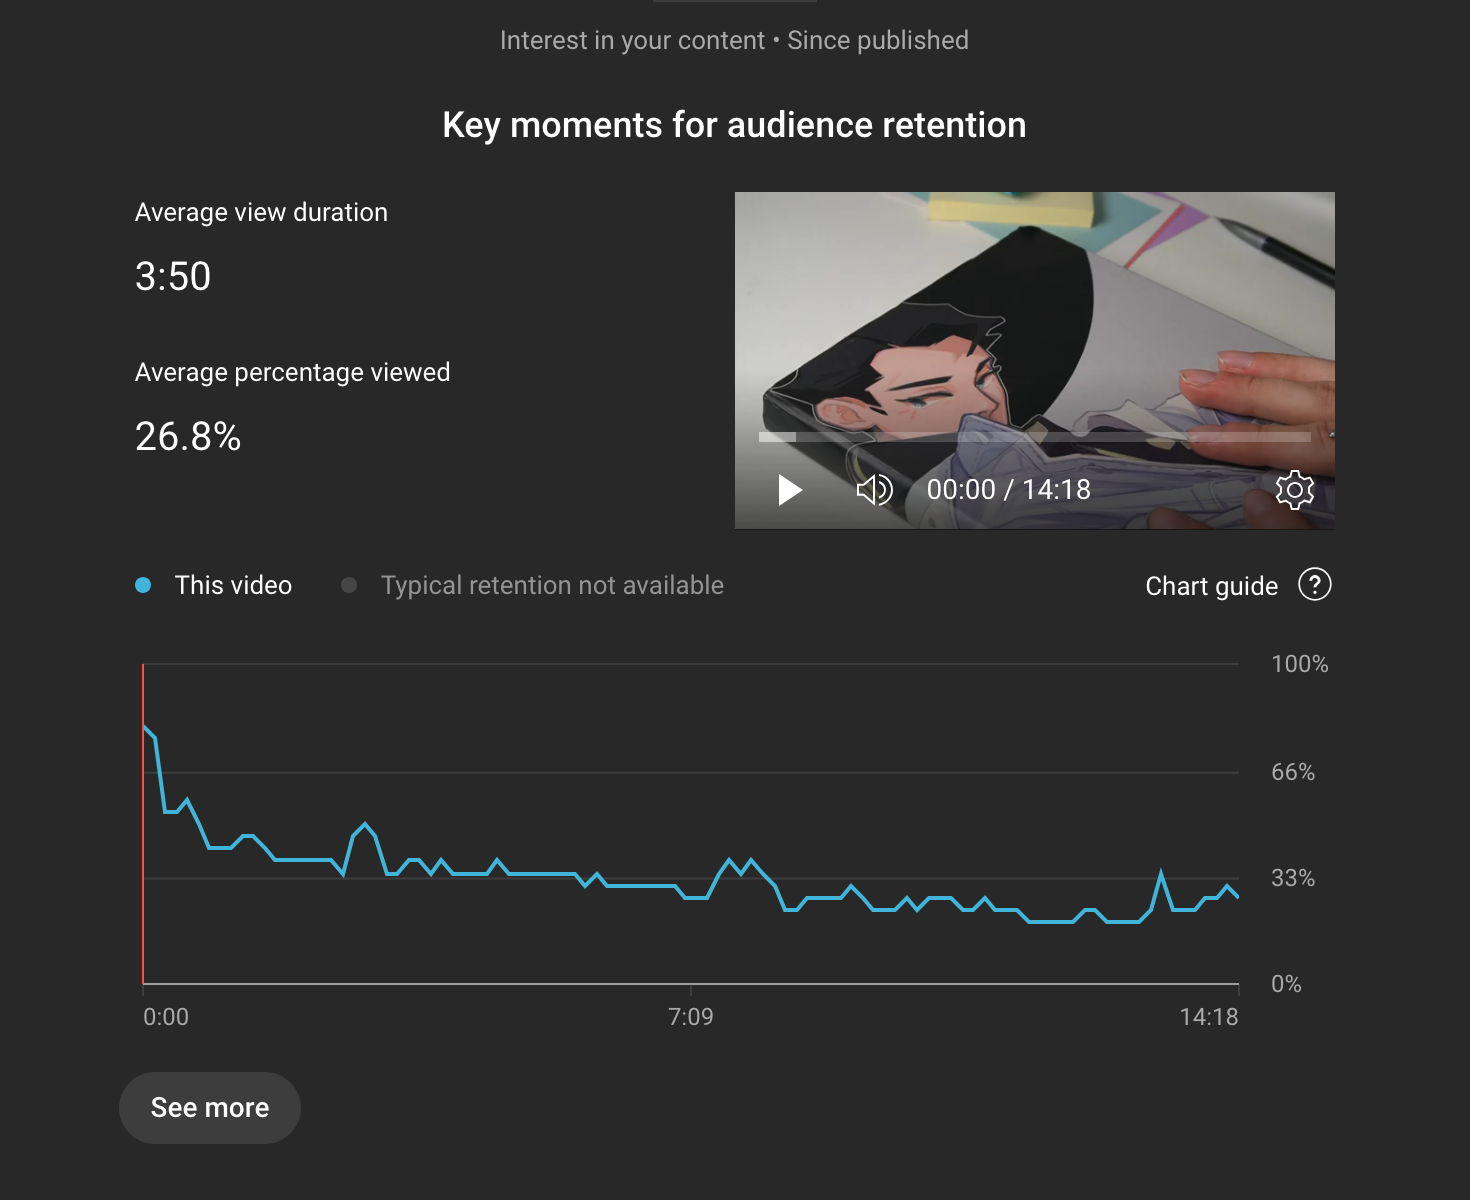 Interest in your content • Since published
Key moments for audience retention
Average view duration
3:50
Average percentage viewed
26.8%
00:00 / 14:18
This video
Typical retention not available
Chart guide ?
100%
66%
33%
0%
0:00
7:09
14:18
See more